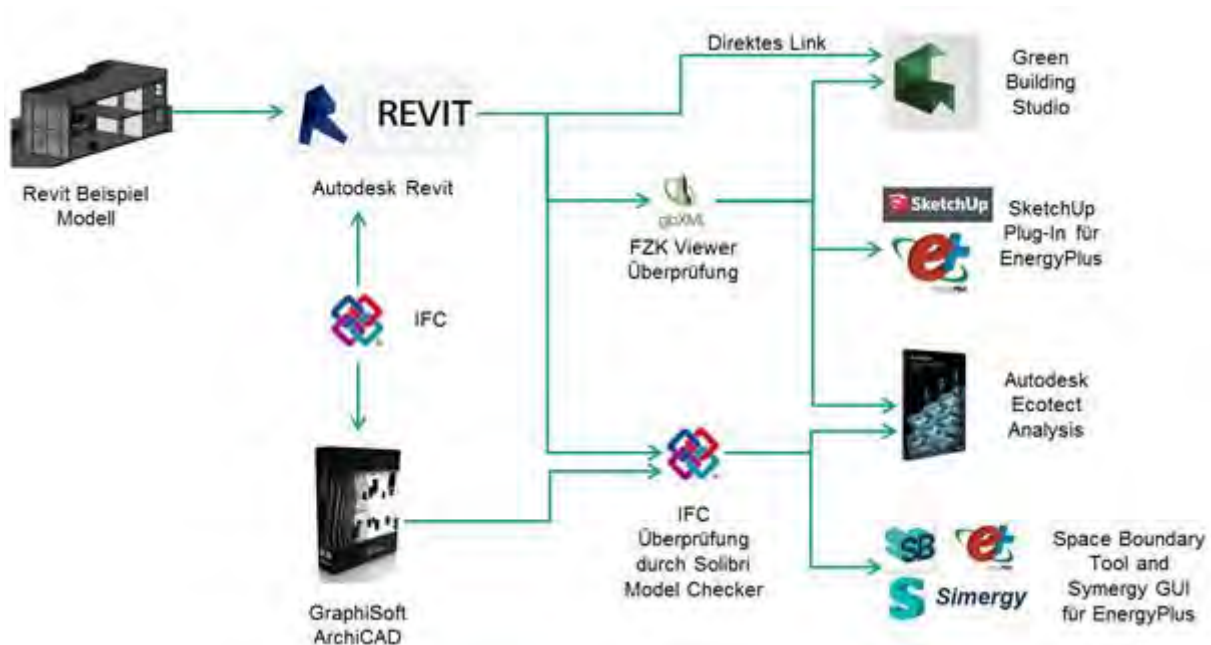 Direktes Link
Green
Building
Studio
REVIT
Revit Beispiel
Modell
Autodesk Revit
gbXML
FZK Viewer
Überprüfung
SketchUp
SketchUp
Plug-In für
EnergyPlus
IFC
Autodesk
Ecotect
Analysis
IFC
Überprüfung
durch Solibri
Model Checker
GraphiSoft
ArchiCAD
SB
Simergy
Space Boundary
Tool and
Symergy GUI
für EnergyPlus